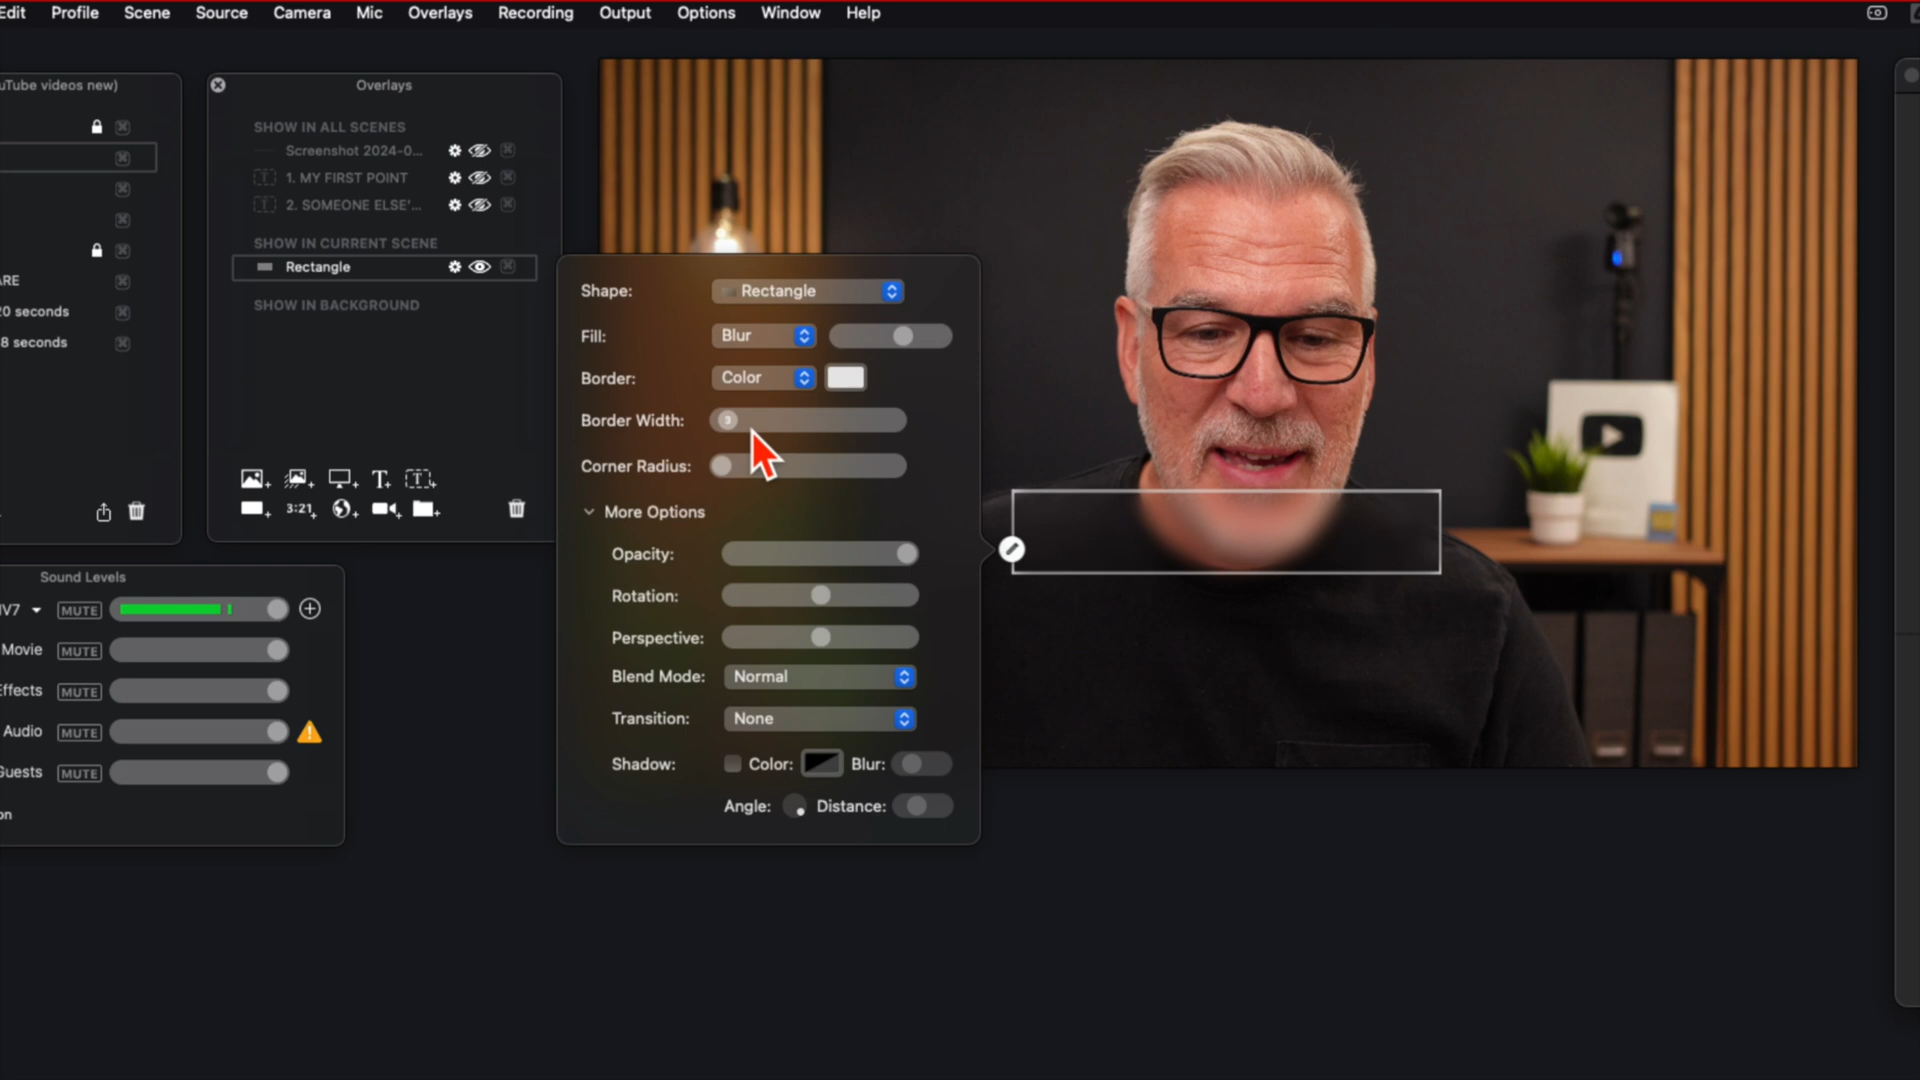 Edit Profile Scene Source Camera Mic Overlays Recording Output Options Window Help
uTube videos new)
ARE
20 seconds
8 seconds
Overlays
SHOW IN ALL SCENES
Screenshot 2024-0...
1. MY FIRST POINT
2. SOMEONE ELSE'...
SHOW IN CURRENT SCENE
Rectangle
SHOW IN BACKGROUND
3:21
Shape: Rectangle
Fill: Blur
Border: Color
Border Width: 3
Corner Radius:
More Options
Opacity:
Rotation:
Perspective:
Blend Mode: Normal
Transition: None
Shadow: Color: Blur:
Angle: Distance:
Sound Levels
MV7 MUTE
Movie MUTE
Effects MUTE
Audio MUTE
Guests MUTE
on